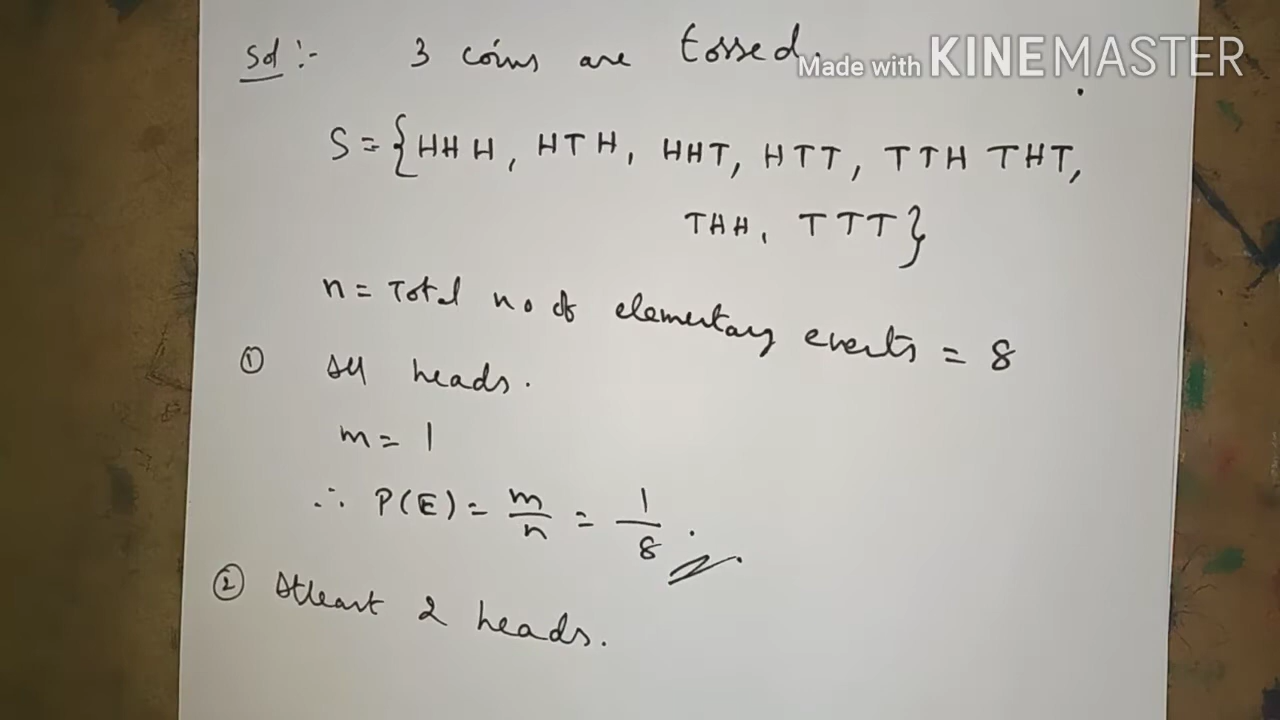 Sol :- 3 coins are tossed.
Made with KINEMASTER
S = { HHH, HTH, HHT, HTT, TTH THT,
THH, TTT }
n = Total no of elementary events = 8
① All heads.
m = 1
∴ P(E) = m/n = 1/8 .
② Atleast 2 heads.